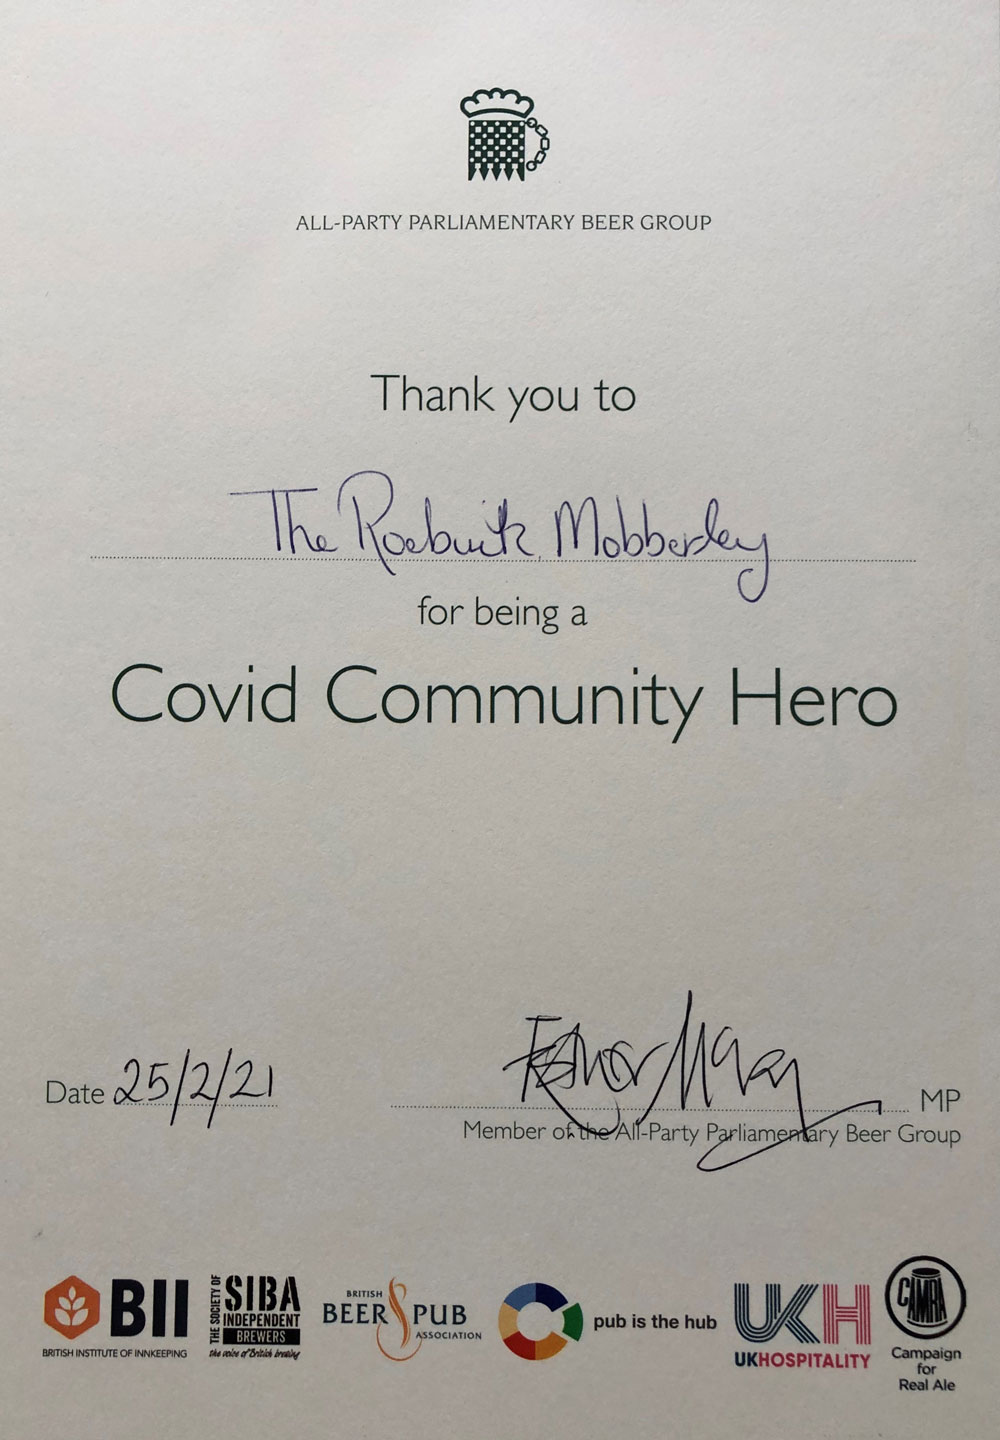 ALL-PARTY PARLIAMENTARY BEER GROUP
Thank you to
The Roebuck, Mobberley
for being a
Covid Community Hero
Date 25/2/21
Esther McVey MP
Member of the All-Party Parliamentary Beer Group
BII
BRITISH INSTITUTE OF INNKEEPING
THE SOCIETY OF
SIBA
INDEPENDENT
BREWERS
the voice of British brewing
BRITISH
BEER PUB
ASSOCIATION
pub is the hub
UKH
UKHOSPITALITY
CAMRA
Campaign
for
Real Ale